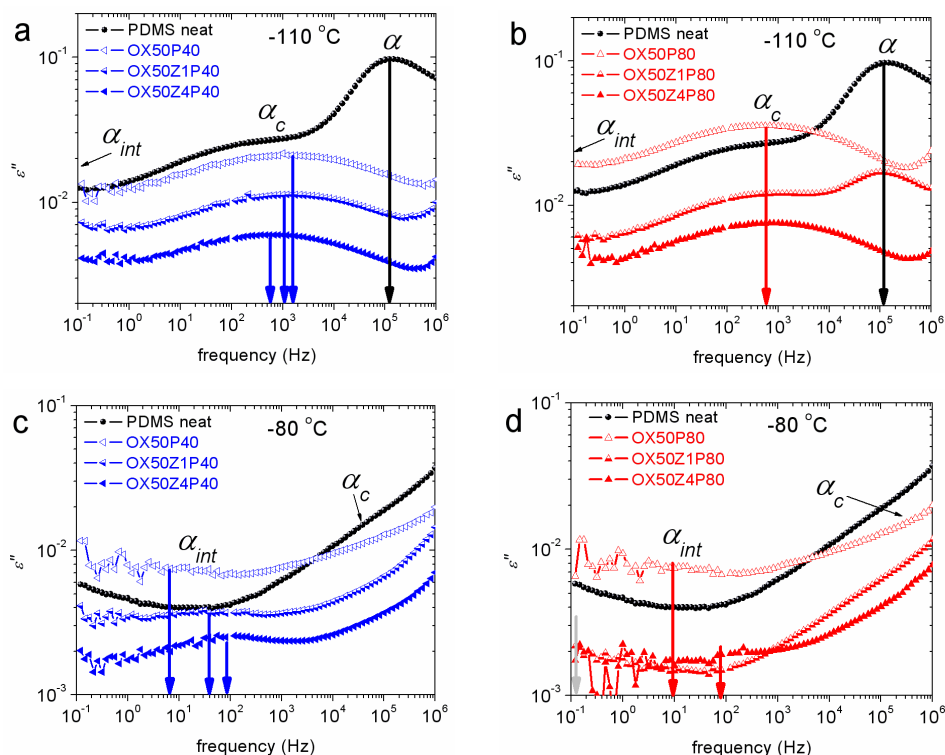 a
PDMS neat
OX50P40
OX50Z1P40
OX50Z4P40
-110 °C
α
α_c
α_int
10^-1
10^-2
ε''
10^-1 10^0 10^1 10^2 10^3 10^4 10^5 10^6
frequency (Hz)
b
PDMS neat
OX50P80
OX50Z1P80
OX50Z4P80
-110 °C
α
α_c
α_int
10^-1
10^-2
ε''
10^-1 10^0 10^1 10^2 10^3 10^4 10^5 10^6
frequency (Hz)
c
PDMS neat
OX50P40
OX50Z1P40
OX50Z4P40
-80 °C
α_c
α_int
10^-1
10^-2
10^-3
ε''
10^-1 10^0 10^1 10^2 10^3 10^4 10^5 10^6
frequency (Hz)
d
PDMS neat
OX50P80
OX50Z1P80
OX50Z4P80
-80 °C
α_c
α_int
10^-1
10^-2
10^-3
ε''
10^-1 10^0 10^1 10^2 10^3 10^4 10^5 10^6
frequency (Hz)